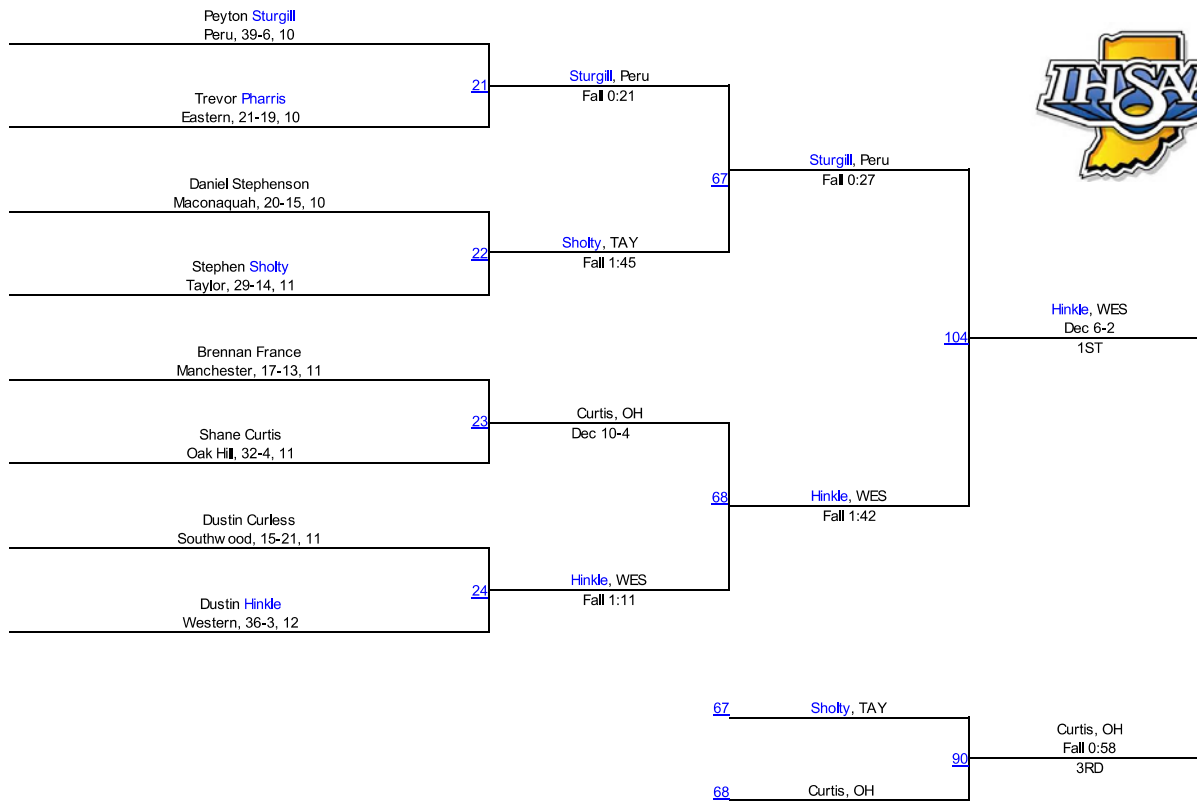 Peyton Sturgill
Peru, 39-6, 10
21
Sturgill, Peru
Fall 0:21
Trevor Pharris
Eastern, 21-19, 10
67
Sturgill, Peru
Fall 0:27
Daniel Stephenson
Maconaquah, 20-15, 10
22
Sholty, TAY
Fall 1:45
Stephen Sholty
Taylor, 29-14, 11
104
Hinkle, WES
Dec 6-2
1ST
Brennan France
Manchester, 17-13, 11
23
Curtis, OH
Dec 10-4
Shane Curtis
Oak Hill, 32-4, 11
68
Hinkle, WES
Fall 1:42
Dustin Curless
Southwood, 15-21, 11
24
Hinkle, WES
Fall 1:11
Dustin Hinkle
Western, 36-3, 12
67
Sholty, TAY
90
Curtis, OH
Fall 0:58
3RD
68
Curtis, OH
IHSAA